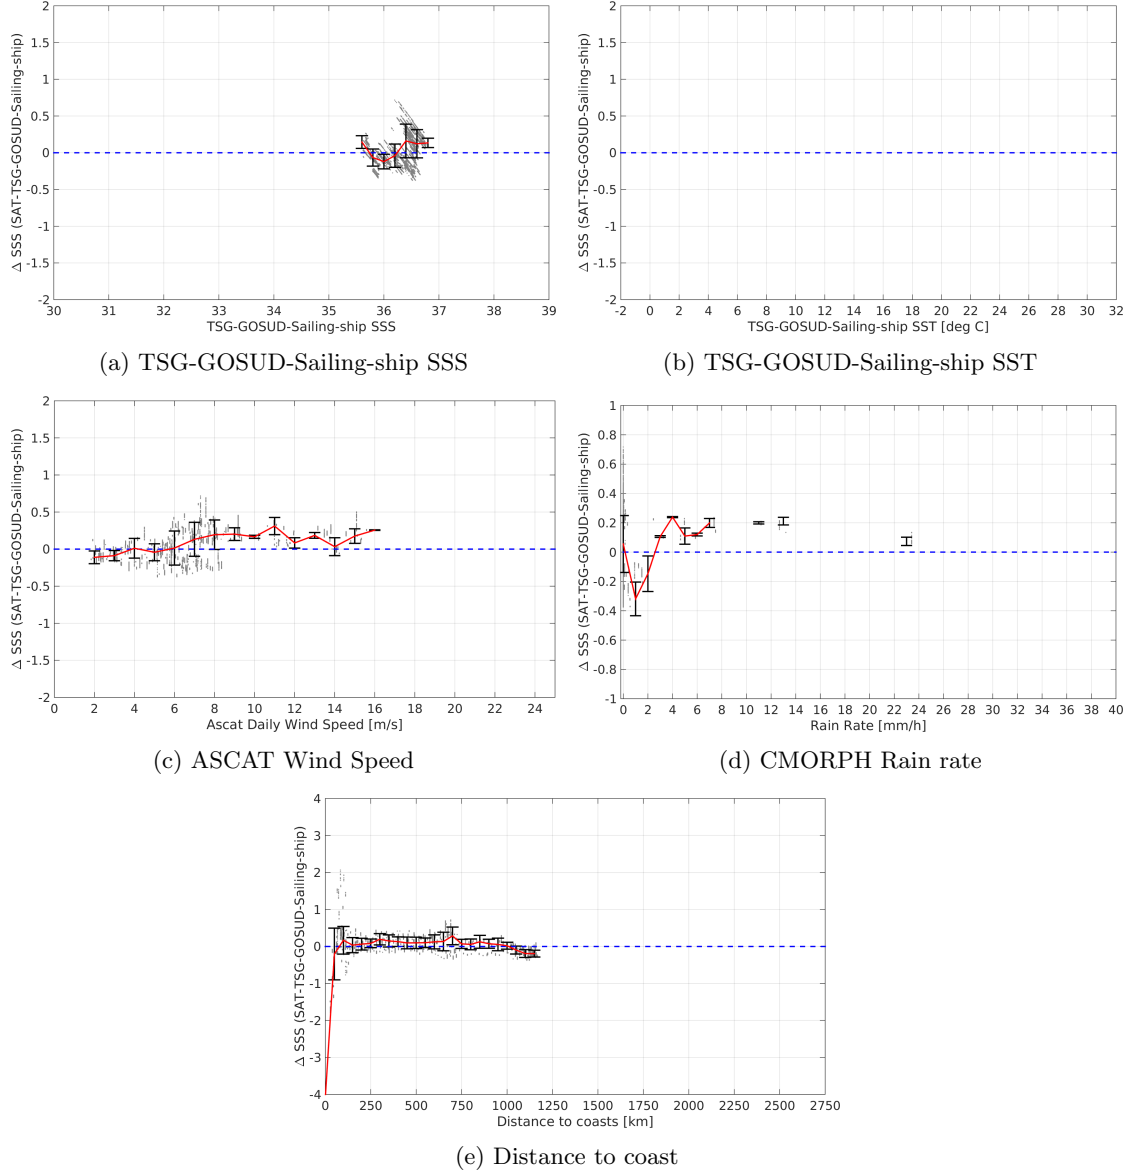 2
1.5
1
0.5
0
-0.5
-1
-1.5
-2
Δ SSS (SAT-TSG-GOSUD-Sailing-ship)
30 31 32 33 34 35 36 37 38 39
TSG-GOSUD-Sailing-ship SSS
(a) TSG-GOSUD-Sailing-ship SSS
2
1.5
1
0.5
0
-0.5
-1
-1.5
-2
Δ SSS (SAT-TSG-GOSUD-Sailing-ship)
-2 0 2 4 6 8 10 12 14 16 18 20 22 24 26 28 30 32
TSG-GOSUD-Sailing-ship SST [deg C]
(b) TSG-GOSUD-Sailing-ship SST
2
1.5
1
0.5
0
-0.5
-1
-1.5
-2
Δ SSS (SAT-TSG-GOSUD-Sailing-ship)
0 2 4 6 8 10 12 14 16 18 20 22 24
Ascat Daily Wind Speed [m/s]
(c) ASCAT Wind Speed
1
0.8
0.6
0.4
0.2
0
-0.2
-0.4
-0.6
-0.8
-1
Δ SSS (SAT-TSG-GOSUD-Sailing-ship)
0 2 4 6 8 10 12 14 16 18 20 22 24 26 28 30 32 34 36 38 40
Rain Rate [mm/h]
(d) CMORPH Rain rate
4
3
2
1
0
-1
-2
-3
-4
Δ SSS (SAT-TSG-GOSUD-Sailing-ship)
0 250 500 750 1000 1250 1500 1750 2000 2250 2500 2750
Distance to coasts [km]
(e) Distance to coast